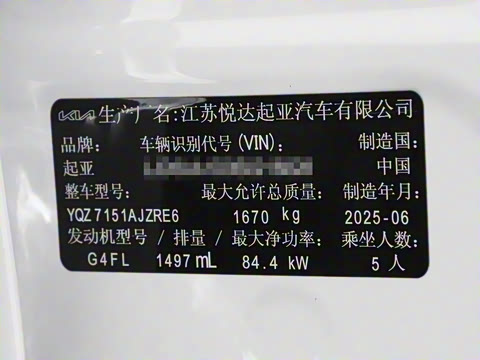 KIA 生产厂名:江苏悦达起亚汽车有限公司
品牌: 车辆识别代号(VIN): 制造国:
起亚 中国
整车型号: 最大允许总质量: 制造年月:
YQZ7151AJZRE6 1670 kg 2025-06
发动机型号 / 排量 / 最大净功率: 乘坐人数:
G4FL 1497 mL 84.4 kW 5 人